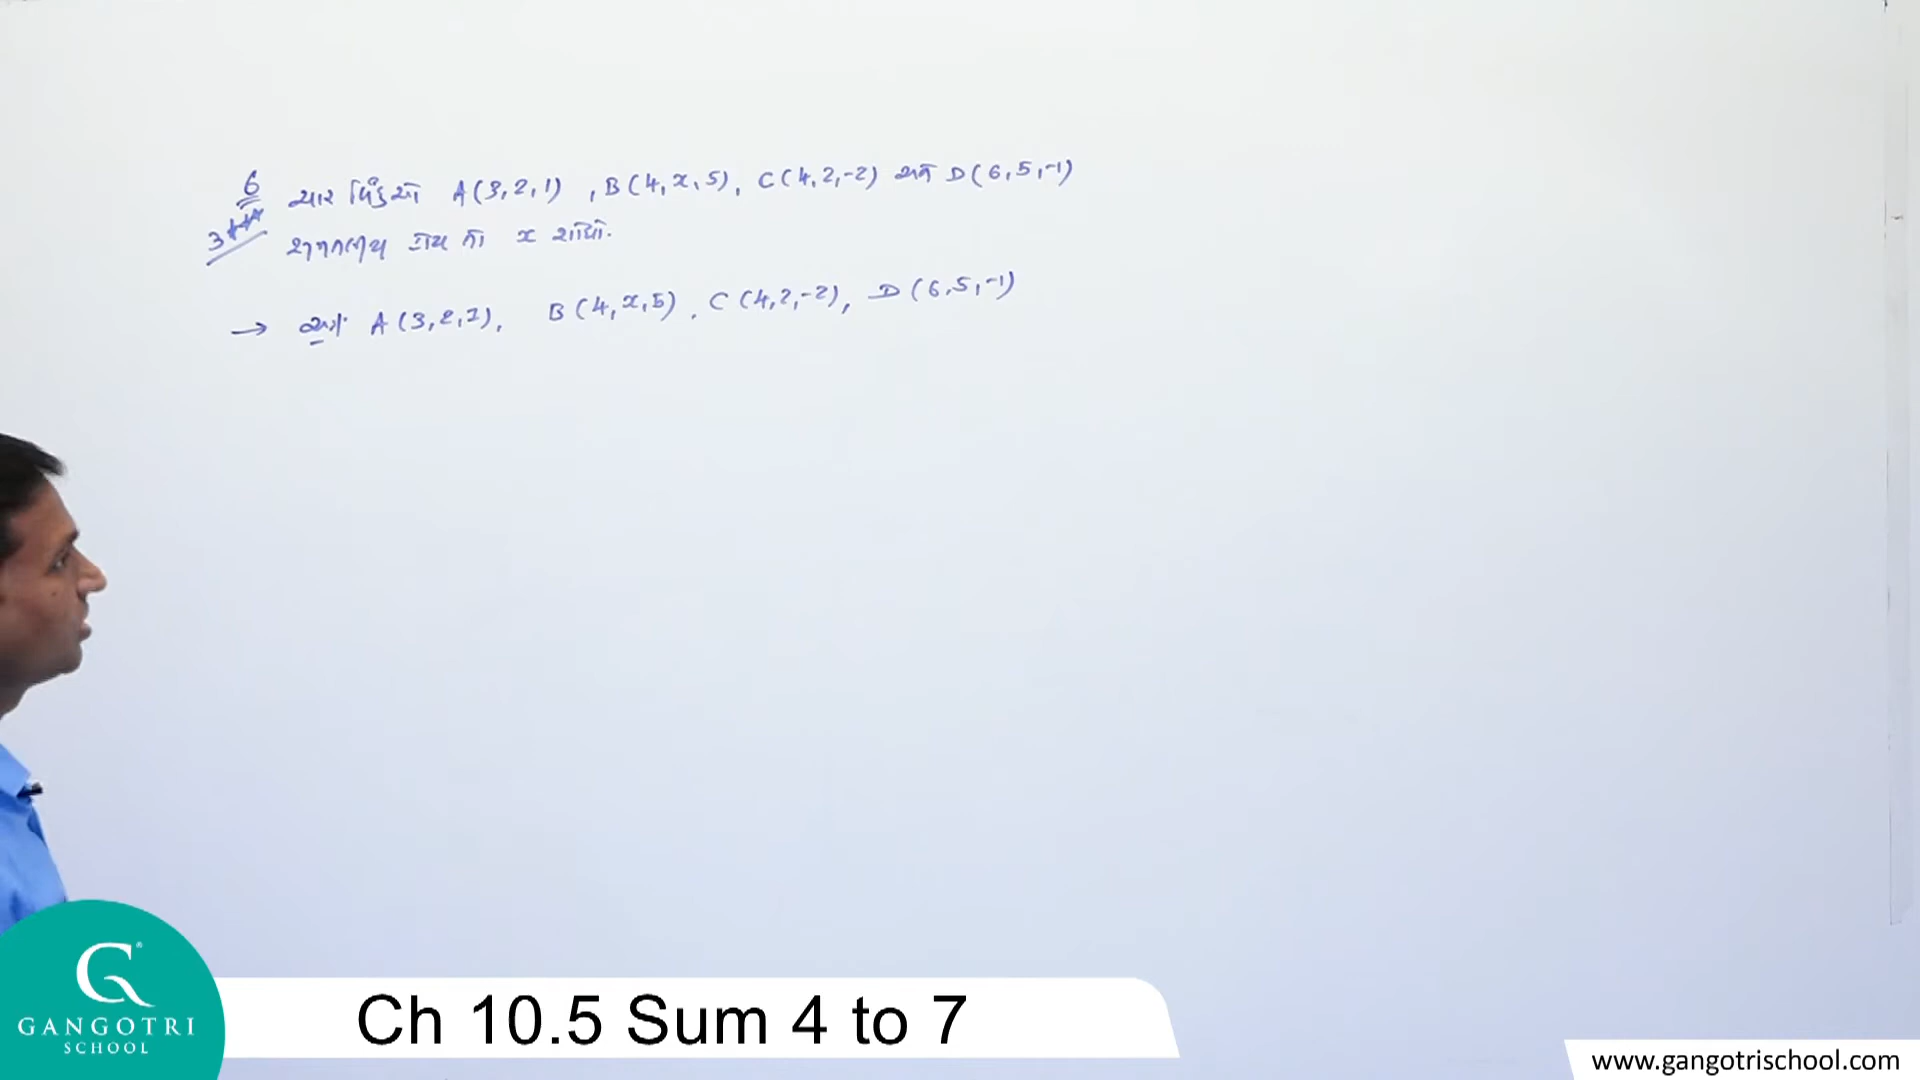 6 ચાર બિંદુઓ A(3,2,1) , B(4,x,5), C(4,2,-2) અને D(6,5,-1)
3*** સમતલીય હોય તો x શોધો.
→ અહીં A(3,2,1), B(4,x,5), C(4,2,-2), D(6,5,-1)
GANGOTRI
SCHOOL
Ch 10.5 Sum 4 to 7
www.gangotrischool.com